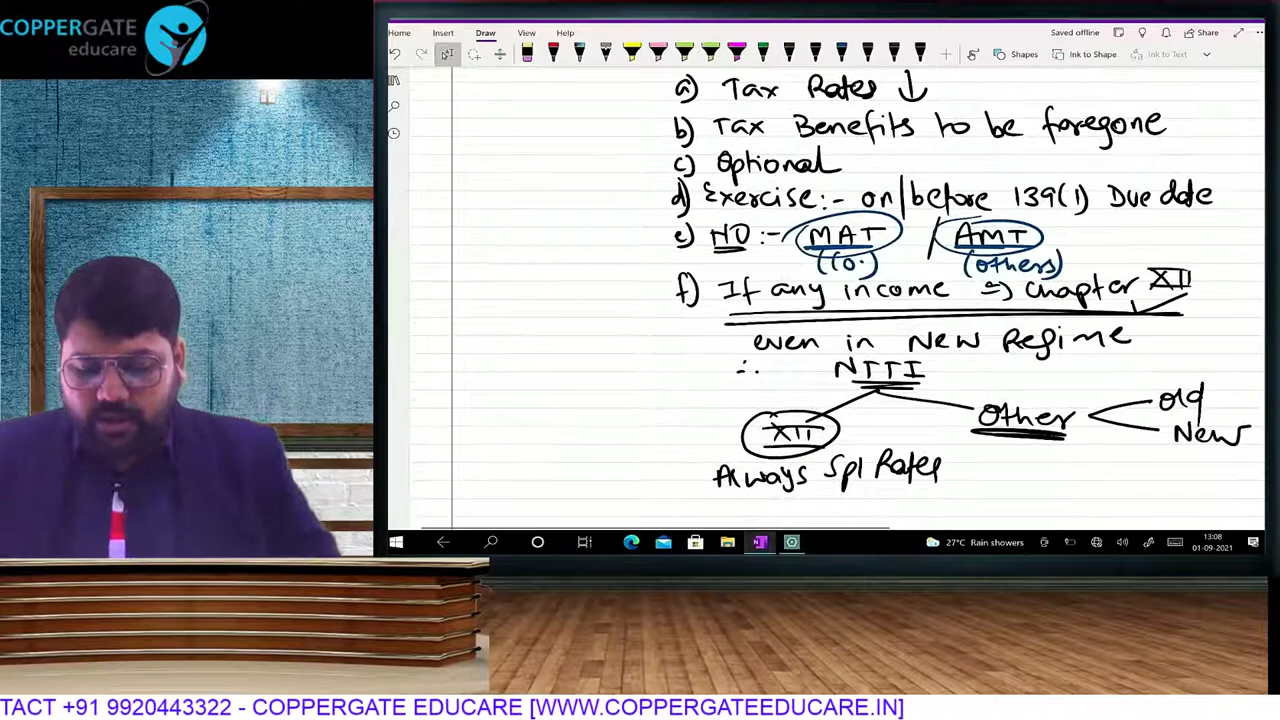 COPPERGATE
educare
Home Insert Draw View Help
Saved offline Share
Shapes Ink to Shape Ink to Text
a) Tax Rates ↓
b) Tax Benefits to be foregone
c) Optional
d) Exercise:- on/before 139(1) Due date
e) NO :- MAT / AMT
(Co.) (others)
f) If any income => Chapter XII
even in New Regime
∴ NTTI
XII Other Old
New
Always Spl Rates
27°C Rain showers
13:08
01-09-2021
TACT +91 9920443322 - COPPERGATE EDUCARE [WWW.COPPERGATEEDUCARE.IN]